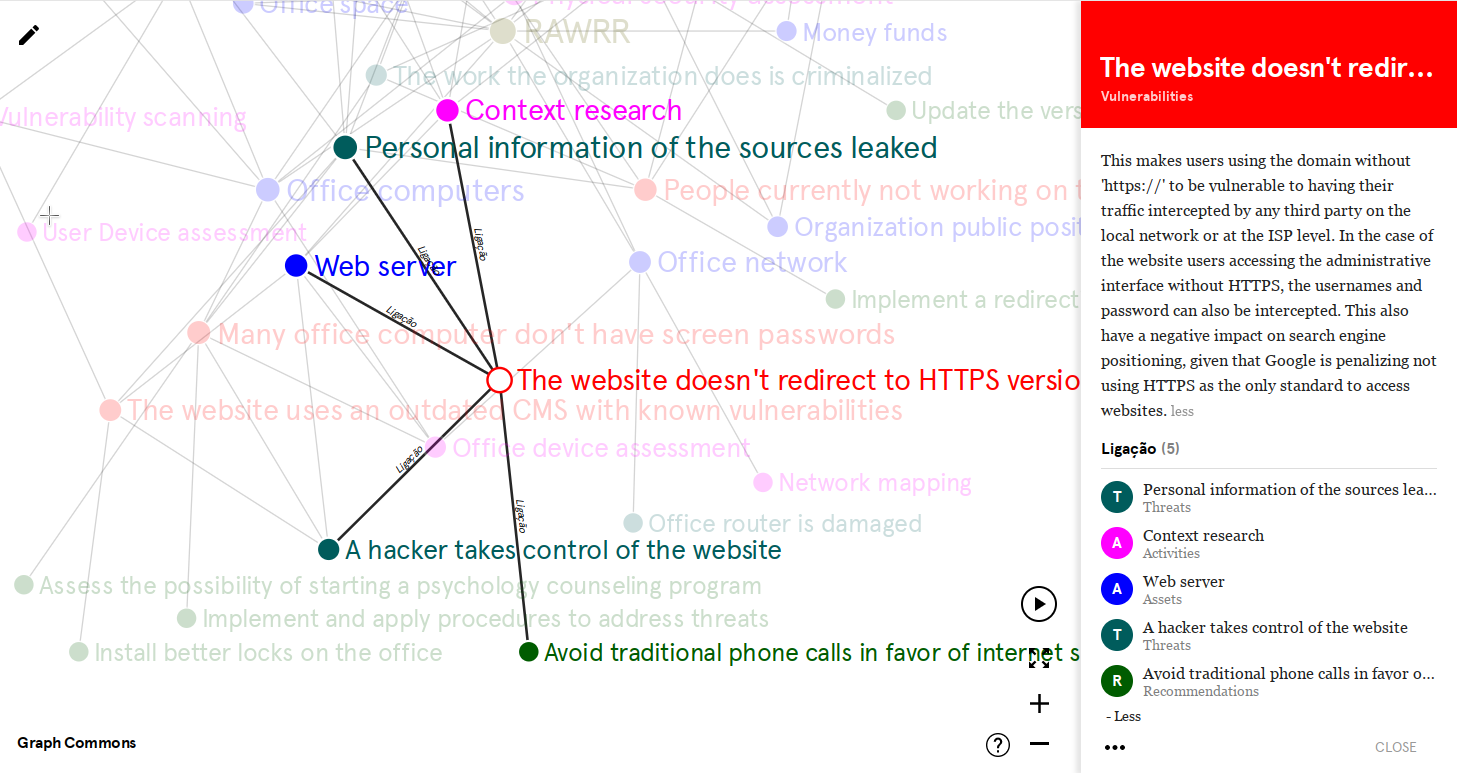 Office space
Physical security assessment
RAWRR
Money funds
The work the organization does is criminalized
Context research
Update the vers
Vulnerability scanning
Personal information of the sources leaked
Office computers
People currently not working on t
User Device assessment
Organization public posit
Ligação
Ligação
Web server
Office network
Implement a redirect
Ligação
Many office computer don't have screen passwords
The website doesn't redirect to HTTPS versio
The website uses an outdated CMS with known vulnerabilities
Office device assessment
Ligação
Network mapping
Ligação
Office router is damaged
A hacker takes control of the website
Assess the possibility of starting a psychology counseling program
Implement and apply procedures to address threats
Install better locks on the office
Avoid traditional phone calls in favor of internet s
Graph Commons
?
The website doesn't redir...
Vulnerabilities
This makes users using the domain without
'https://' to be vulnerable to having their
traffic intercepted by any third party on the
local network or at the ISP level. In the case of
the website users accessing the administrative
interface without HTTPS, the usernames and
password can also be intercepted. This also
have a negative impact on search engine
positioning, given that Google is penalizing not
using HTTPS as the only standard to access
websites. less
Ligação (5)
T Personal information of the sources lea...
Threats
A Context research
Activities
A Web server
Assets
T A hacker takes control of the website
Threats
R Avoid traditional phone calls in favor o...
Recommendations
- Less
CLOSE